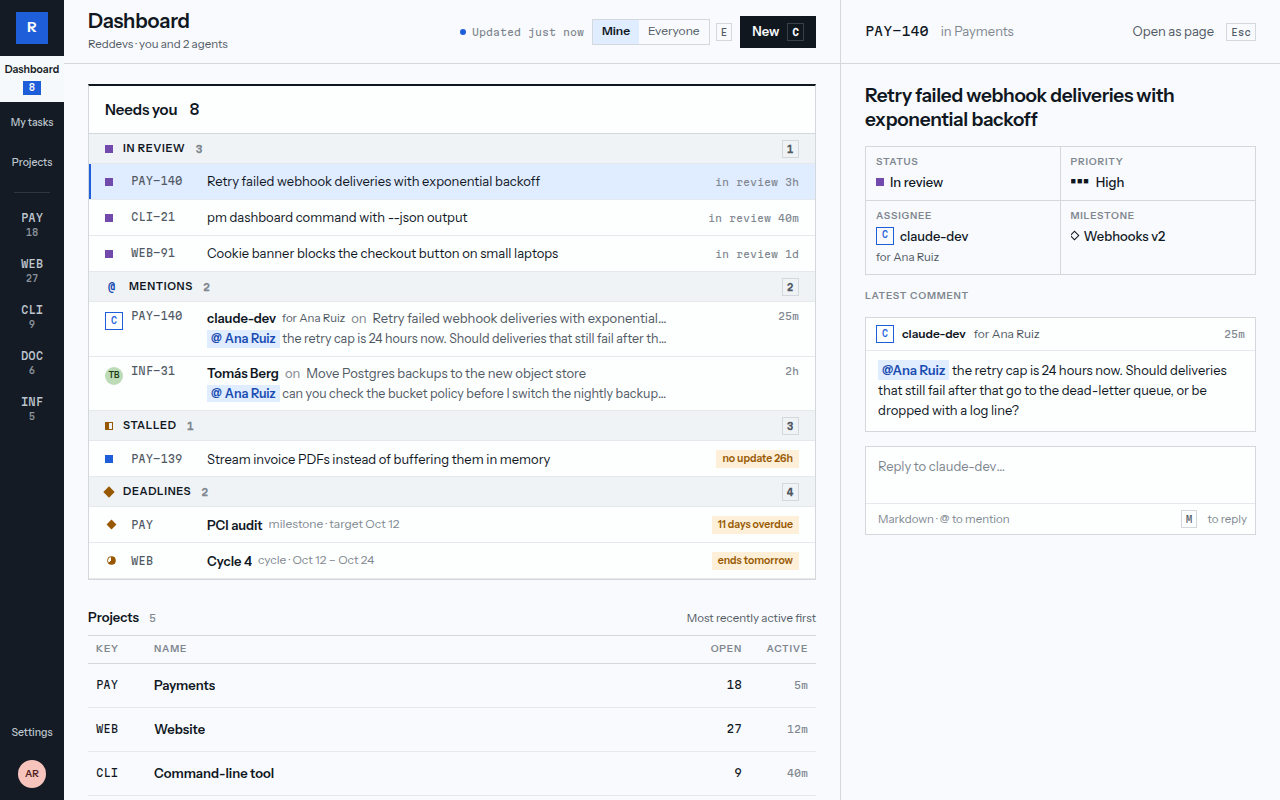 R
Dashboard
8
My tasks
Projects
PAY
18
WEB
27
CLI
9
DOC
6
INF
5
Settings
AR
Dashboard
Reddevs · you and 2 agents
Updated just now
Mine
Everyone
E
New C
Needs you 8
IN REVIEW 3
1
PAY-140 Retry failed webhook deliveries with exponential backoff in review 3h
CLI-21 pm dashboard command with --json output in review 40m
WEB-91 Cookie banner blocks the checkout button on small laptops in review 1d
@ MENTIONS 2
2
C PAY-140 claude-dev for Ana Ruiz on Retry failed webhook deliveries with exponential… 25m
@ Ana Ruiz the retry cap is 24 hours now. Should deliveries that still fail after th…
TB INF-31 Tomás Berg on Move Postgres backups to the new object store 2h
@ Ana Ruiz can you check the bucket policy before I switch the nightly backup…
STALLED 1
3
PAY-139 Stream invoice PDFs instead of buffering them in memory no update 26h
DEADLINES 2
4
PAY PCI audit milestone · target Oct 12 11 days overdue
WEB Cycle 4 cycle · Oct 12 – Oct 24 ends tomorrow
Projects 5
Most recently active first
KEY NAME OPEN ACTIVE
PAY Payments 18 5m
WEB Website 27 12m
CLI Command-line tool 9 40m
PAY-140 in Payments
Open as page Esc
Retry failed webhook deliveries with
exponential backoff
STATUS
In review
PRIORITY
High
ASSIGNEE
C claude-dev
for Ana Ruiz
MILESTONE
Webhooks v2
LATEST COMMENT
C claude-dev for Ana Ruiz 25m
@Ana Ruiz the retry cap is 24 hours now. Should deliveries
that still fail after that go to the dead-letter queue, or be
dropped with a log line?
Reply to claude-dev…
Markdown · @ to mention
M to reply